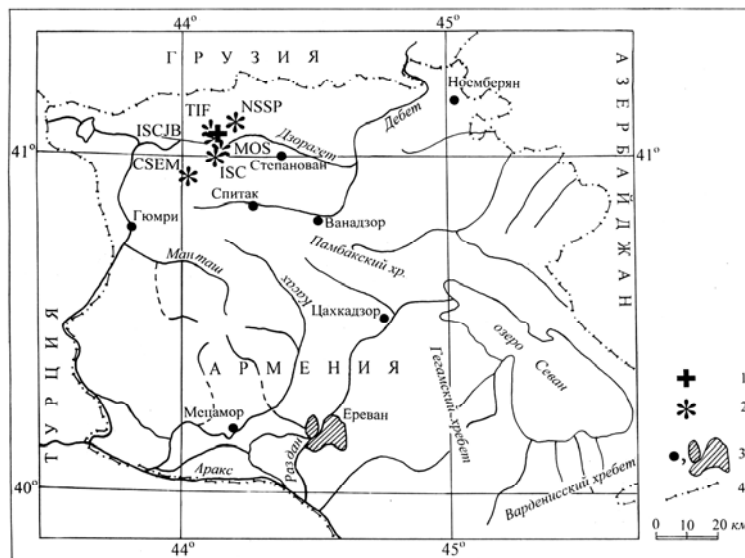 44°
45°
ГРУЗИЯ
АЗЕРБАЙДЖАН
Носмберян
TIF
NSSP
ISCJB
Дебет
41°
MOS
Дзорагет
41°
CSEM
ISC
Степанован
Спитак
Гюмри
Ванадзор
Памбакский хр.
Манташ
Касах
Цахкадзор
озеро
Севан
ТУРЦИЯ
АРМЕНИЯ
Гегамский хребет
Мецамор
Ереван
Раздан
Аракс
Варденисский хребет
40°
40°
44°
45°
1
2
3
4
0 10 20 км